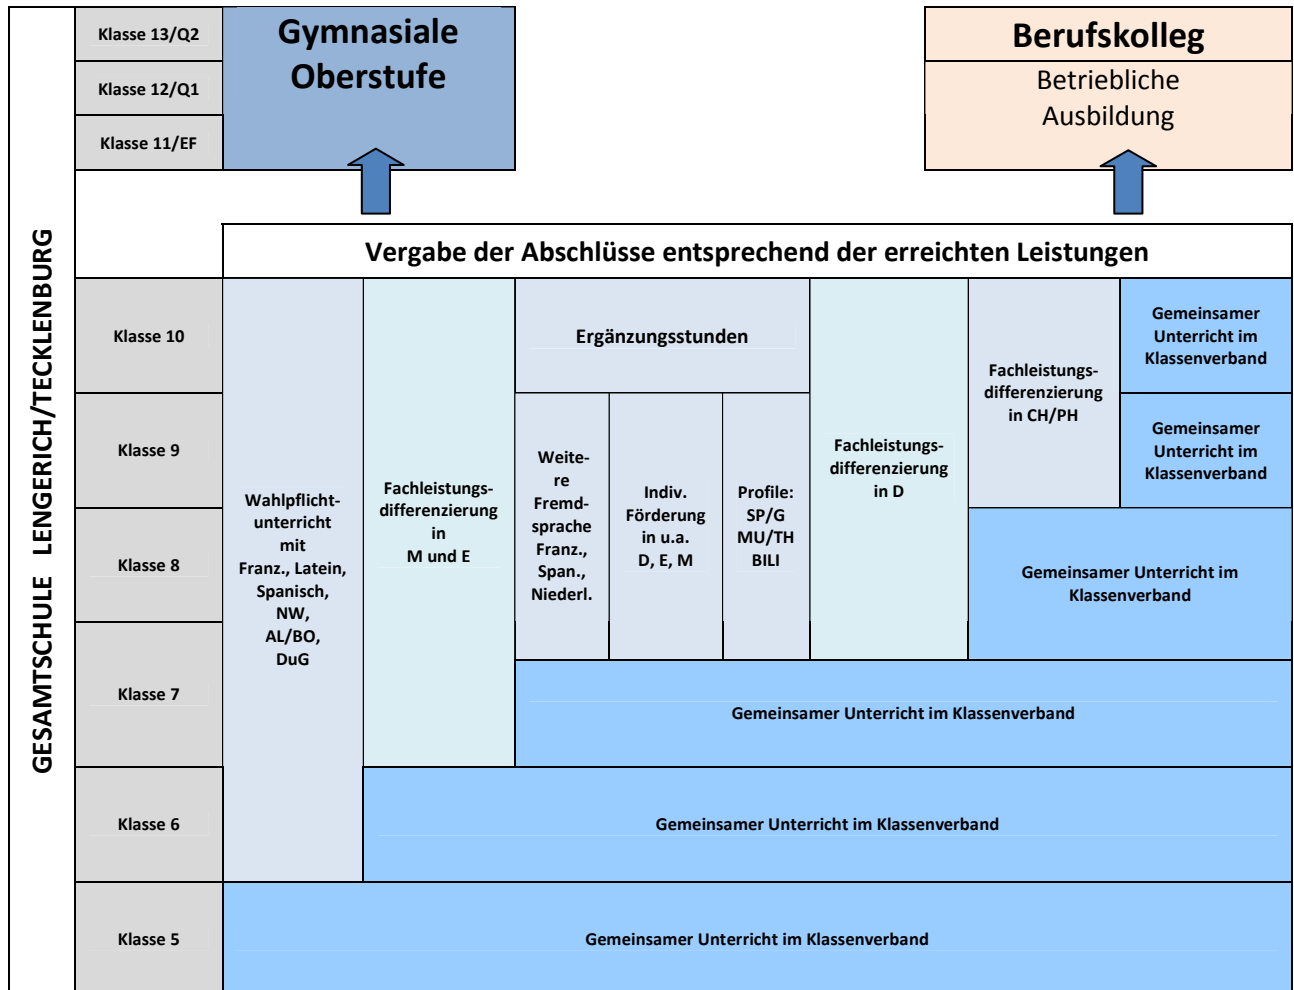 GESAMTSCHULE LENGERICH/TECKLENBURG
Klasse 13/Q2
Klasse 12/Q1
Klasse 11/EF
Gymnasiale
Oberstufe
Berufskolleg
Betriebliche
Ausbildung
Vergabe der Abschlüsse entsprechend der erreichten Leistungen
Klasse 10
Klasse 9
Klasse 8
Klasse 7
Klasse 6
Klasse 5
Wahlpflicht-
unterricht
mit
Franz., Latein,
Spanisch,
NW,
AL/BO,
DuG
Fachleistungs-
differenzierung
in
M und E
Ergänzungsstunden
Weite-
re
Fremd-
sprache
Franz.,
Span.,
Niederl.
Indiv.
Förderung
in u.a.
D, E, M
Profile:
SP/G
MU/TH
BILI
Fachleistungs-
differenzierung
in D
Fachleistungs-
differenzierung
in CH/PH
Gemeinsamer
Unterricht im
Klassenverband
Gemeinsamer
Unterricht im
Klassenverband
Gemeinsamer Unterricht im
Klassenverband
Gemeinsamer Unterricht im Klassenverband
Gemeinsamer Unterricht im Klassenverband
Gemeinsamer Unterricht im Klassenverband